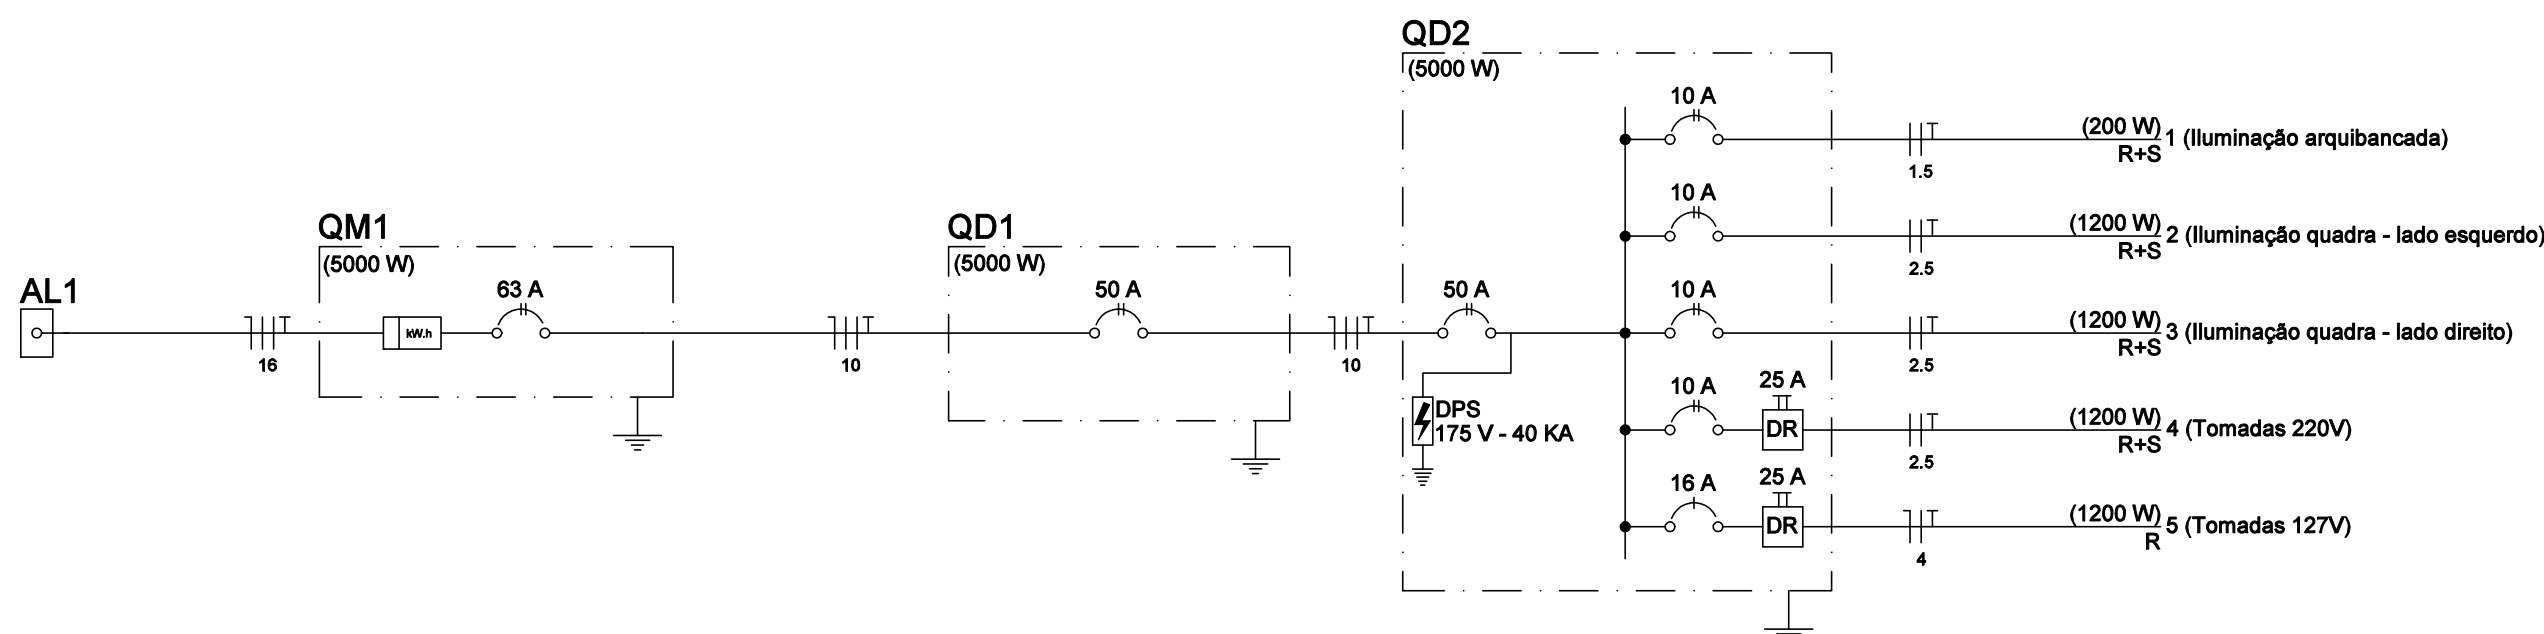 QD2
(5000 W)
10 A
(200 W)
1 (Iluminação arquibancada)
R+S
1.5
10 A
(1200 W)
2 (Iluminação quadra - lado esquerdo)
R+S
2.5
QM1
(5000 W)
QD1
(5000 W)
AL1
63 A
50 A
50 A
10 A
kW.h
(1200 W)
3 (Iluminação quadra - lado direito)
R+S
16
10
10
2.5
10 A
25 A
DPS
175 V - 40 KA
DR
(1200 W)
4 (Tomadas 220V)
R+S
2.5
16 A
25 A
DR
(1200 W)
5 (Tomadas 127V)
R
4